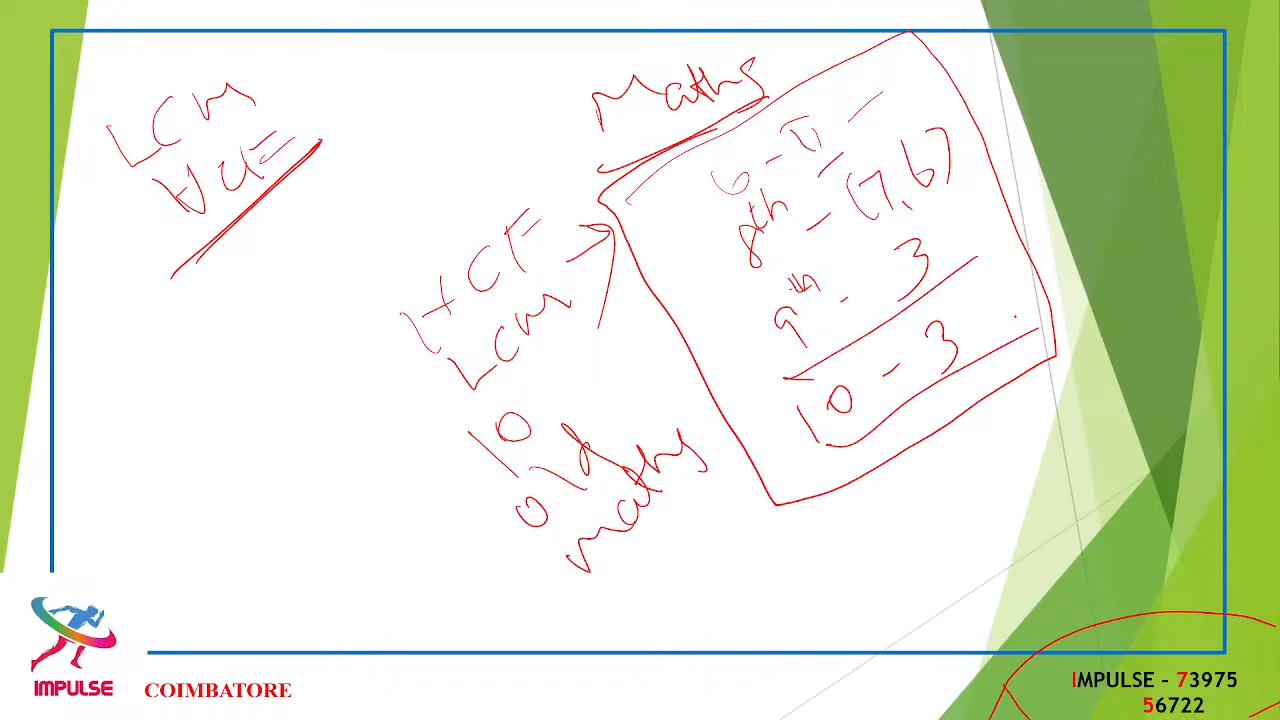 LCM
HCF
Maths
6 - II -
8th - (7,6)
9th - 3
10 - 3
HCF
LCM
10
old
maths
IMPULSE
COIMBATORE
IMPULSE - 73975
56722